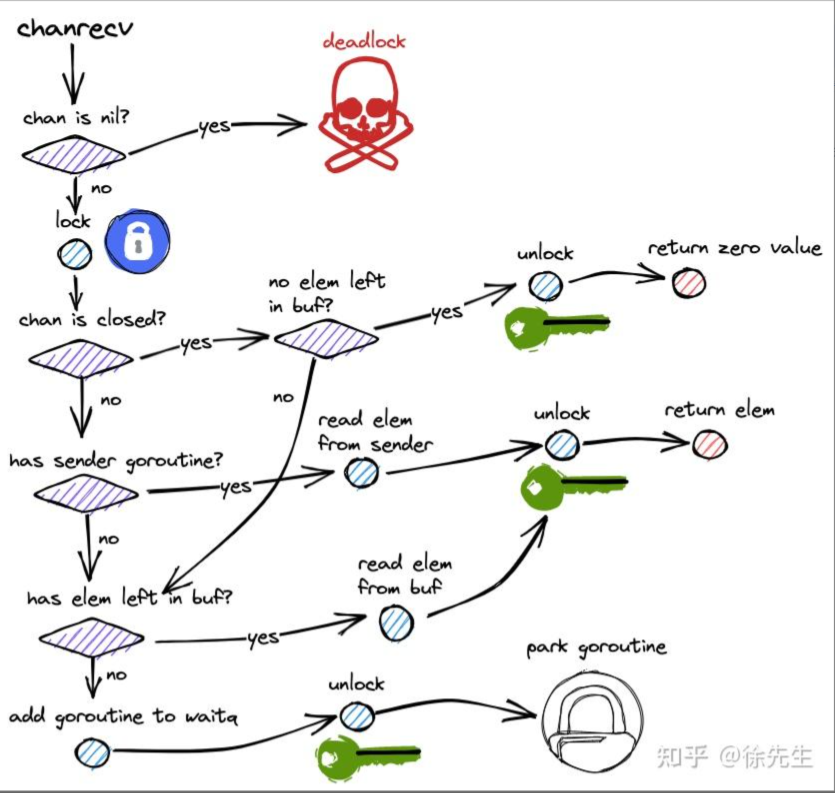 chanrecv
deadlock
chan is nil?
yes
no
lock
no elem left
in buf?
unlock
return zero value
chan is closed?
yes
yes
no
no
read elem
from sender
unlock
return elem
has sender goroutine?
yes
no
read elem
from buf
has elem left in buf?
yes
park goroutine
no
unlock
add goroutine to waitq
知乎 @徐先生